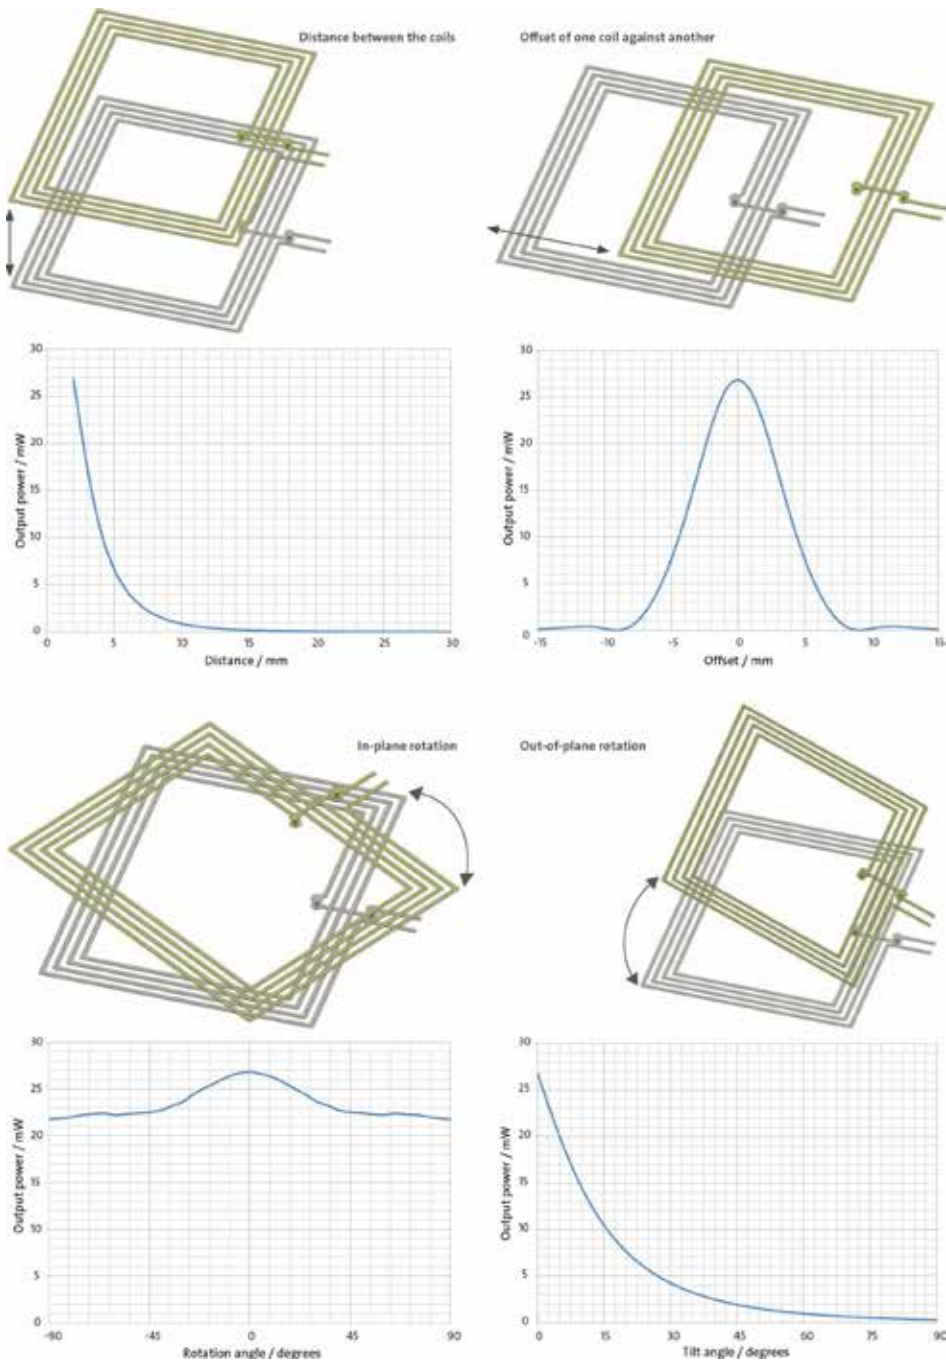 Distance between the coils
Offset of one coil against another
30
25
20
15
10
5
0
Output power / mW
0 5 10 15 20 25 30
Distance / mm
30
25
20
15
10
5
0
Output power / mW
-15 -10 -5 0 5 10 15
Offset / mm
In-plane rotation
Out-of-plane rotation
30
25
20
15
10
5
0
Output power / mW
-90 -45 0 45 90
Rotation angle / degrees
30
25
20
15
10
5
0
Output power / mW
0 15 30 45 60 75 90
Tilt angle / degrees